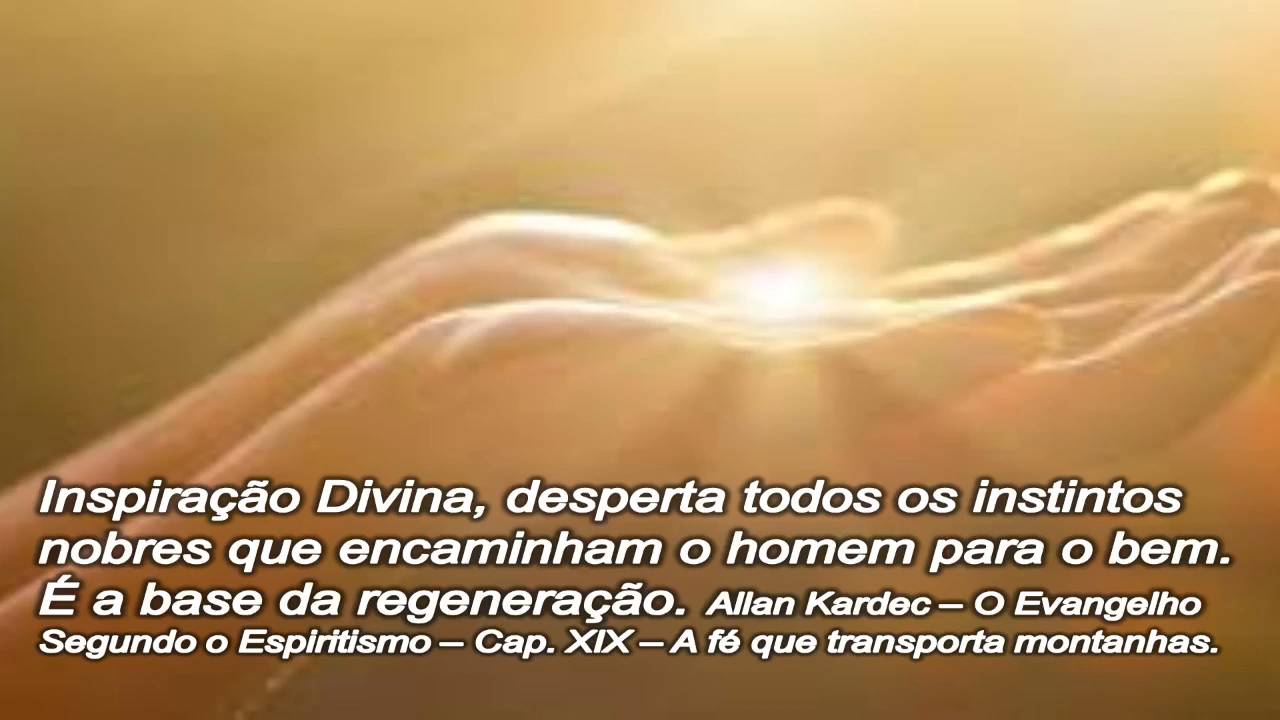 Inspiração Divina, desperta todos os instintos
nobres que encaminham o homem para o bem.
É a base da regeneração. Allan Kardec – O Evangelho
Segundo o Espiritismo – Cap. XIX – A fé que transporta montanhas.